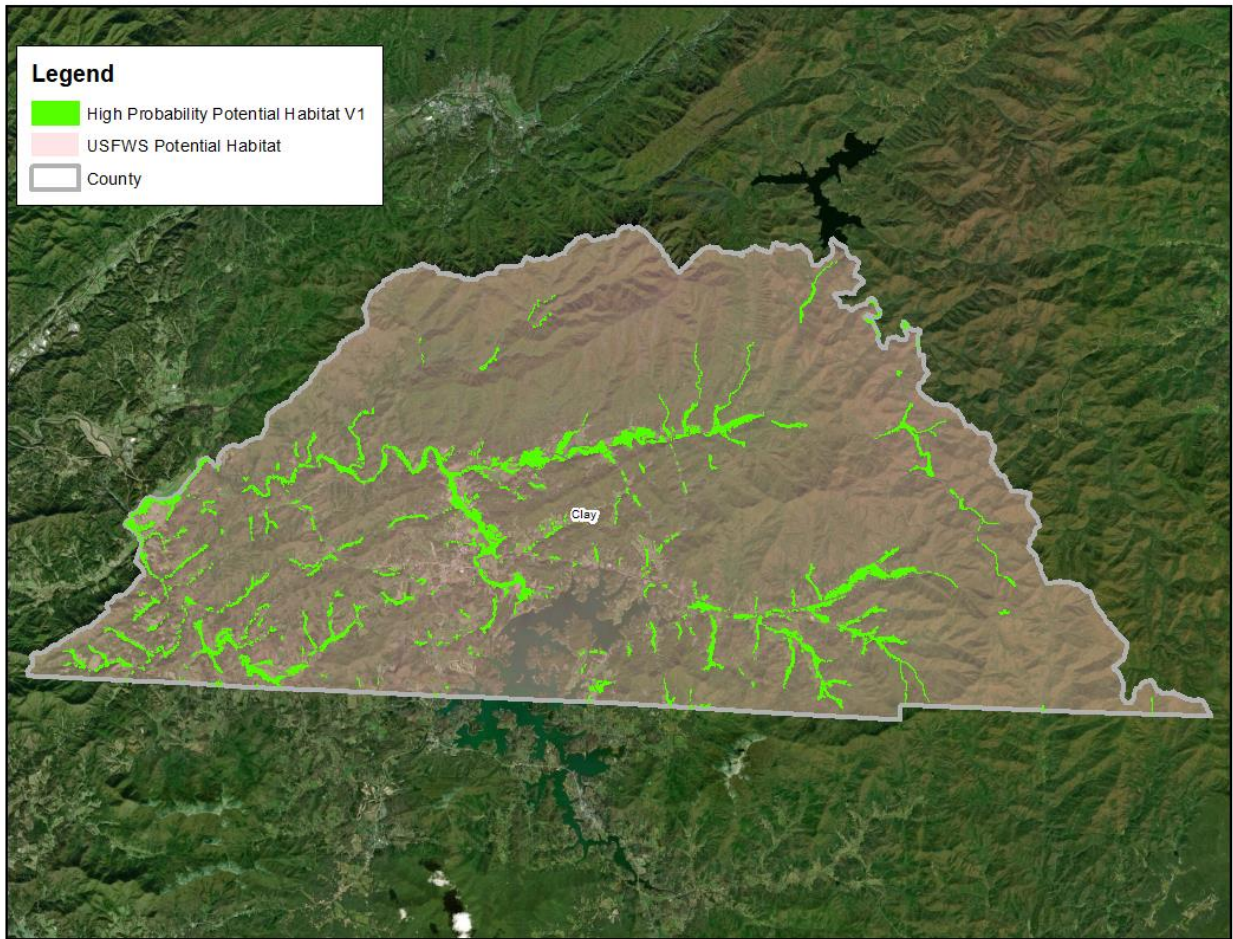 Legend
High Probability Potential Habitat V1
USFWS Potential Habitat
County
Clay